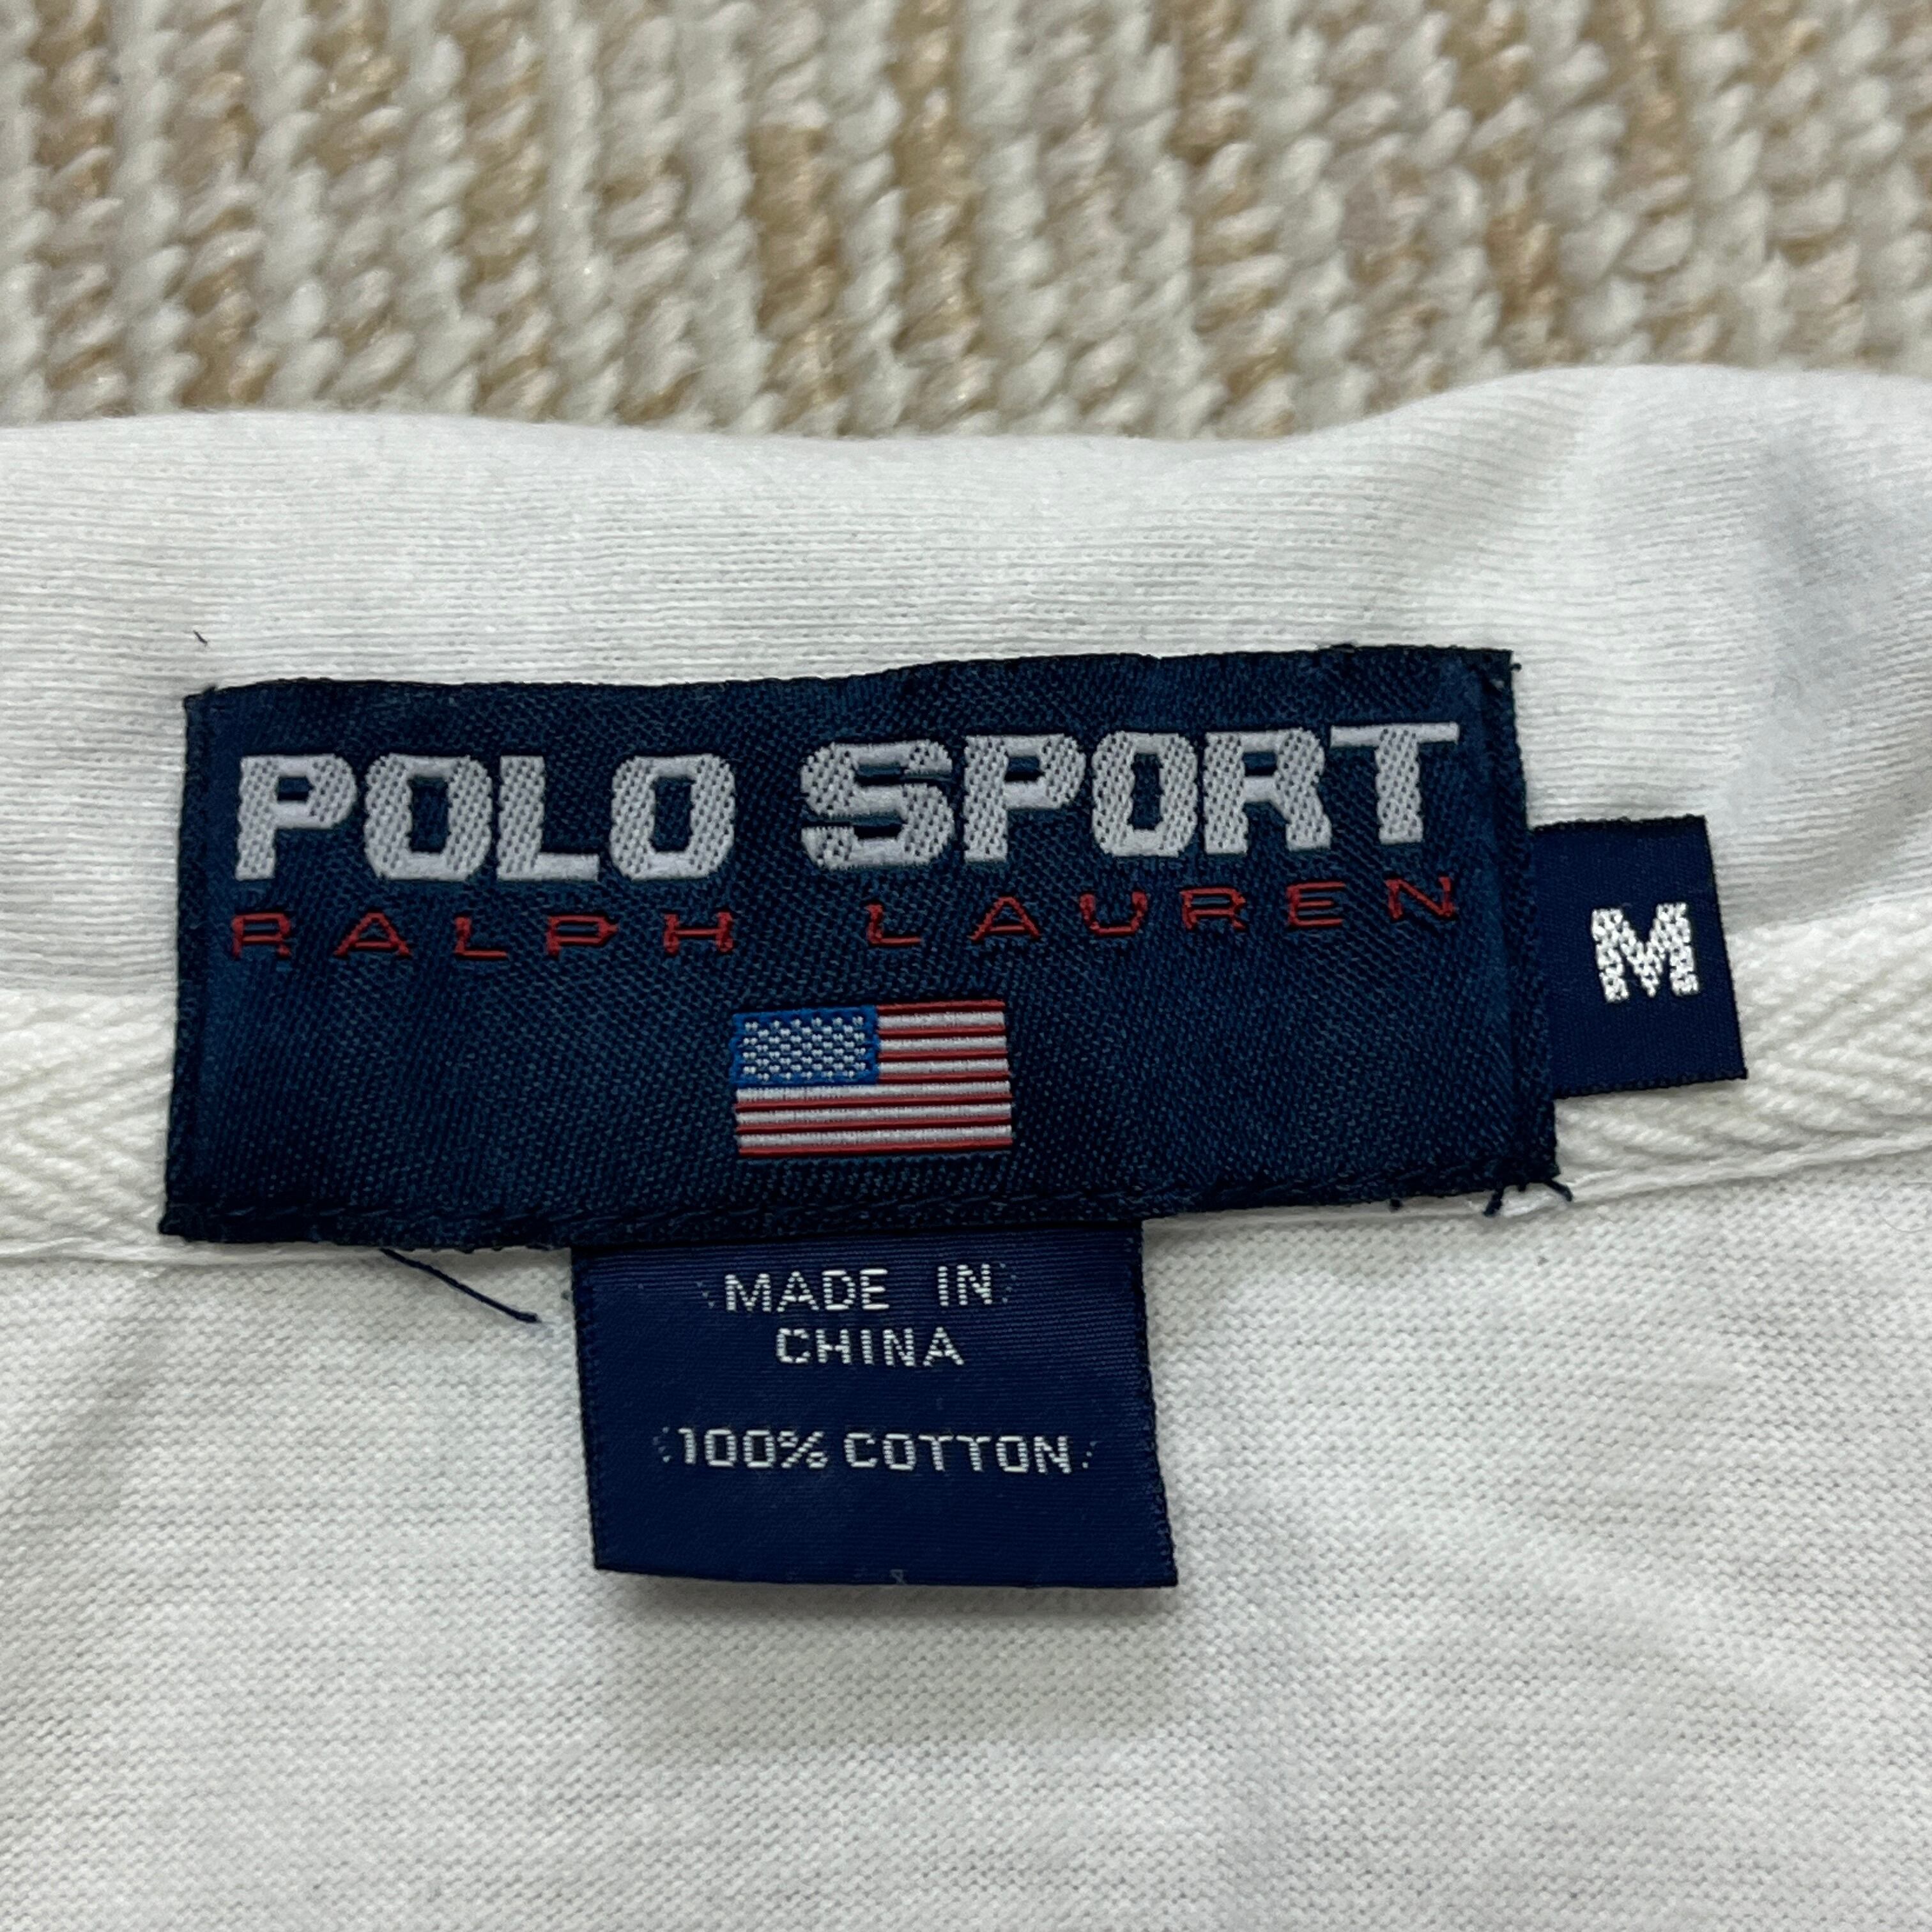 POLO SPORT
RALPH LAUREN
M
MADE IN
CHINA
100% COTTON